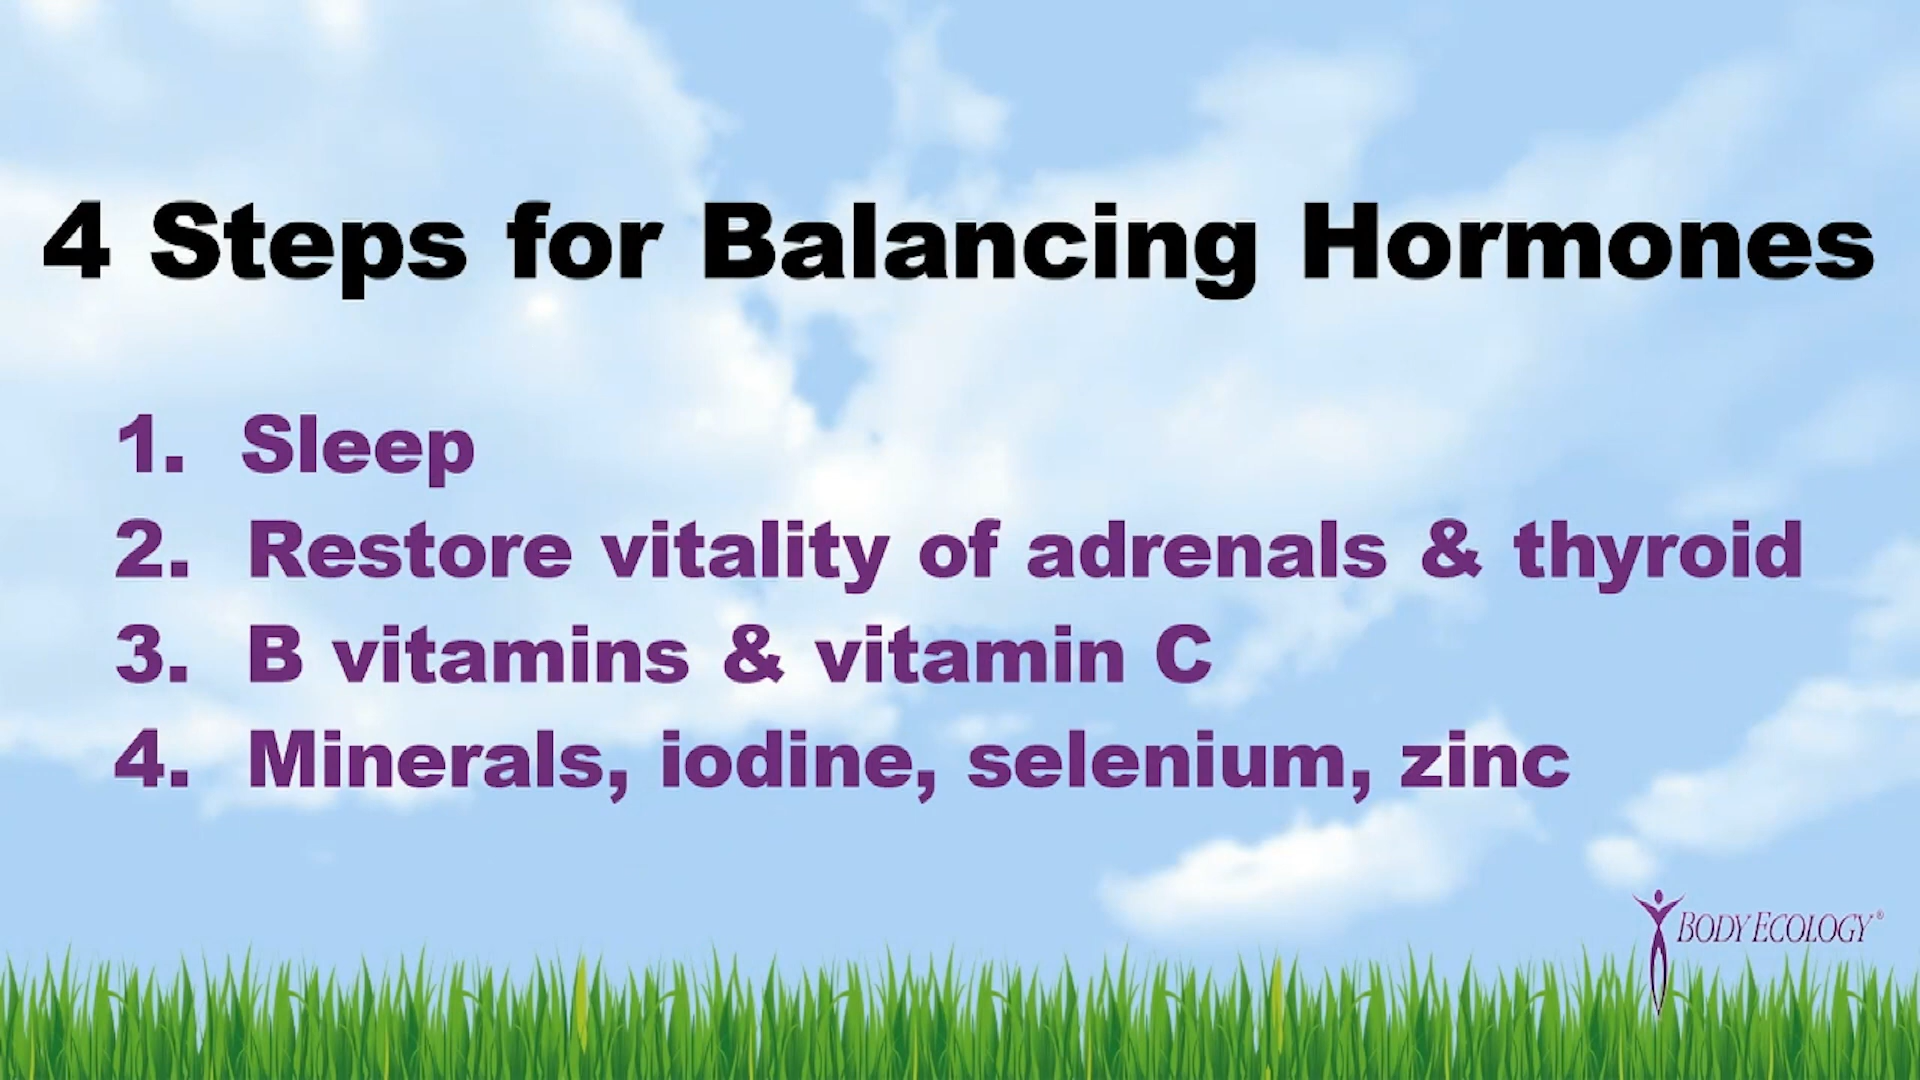 4 Steps for Balancing Hormones
1. Sleep
2. Restore vitality of adrenals & thyroid
3. B vitamins & vitamin C
4. Minerals, iodine, selenium, zinc
BODY ECOLOGY®